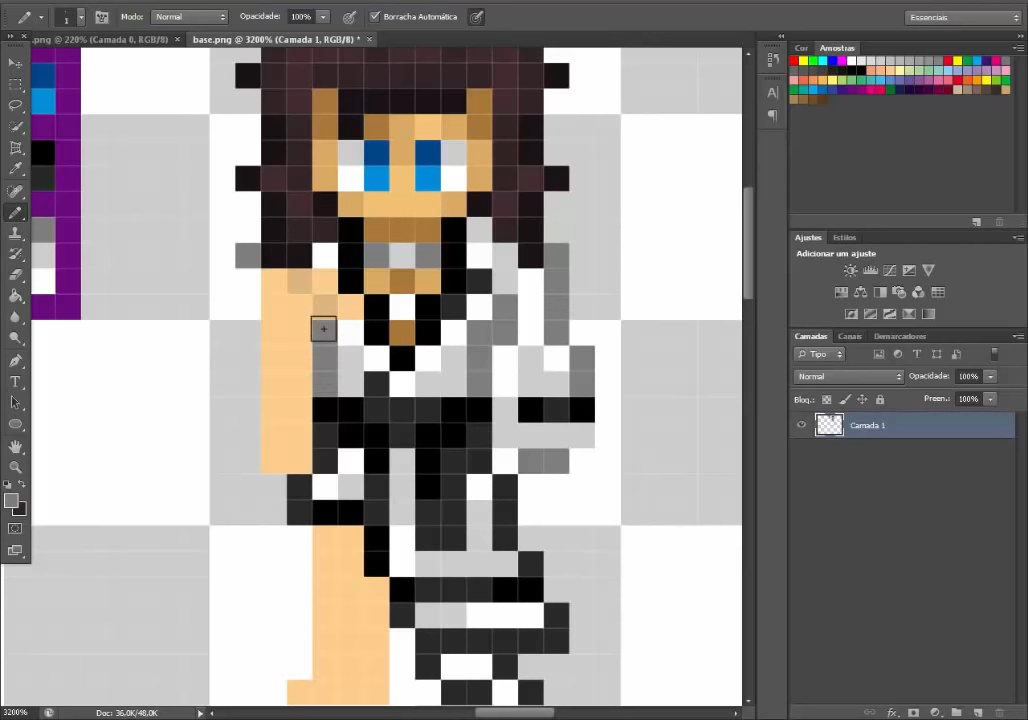 1 Modo: Normal Opacidade: 100% Borracha Automática Essenciais
.png @ 220% (Camada 0, RGB/8) × base.png @ 3200% (Camada 1, RGB/8) * ×
Cor Amostras
Ajustes Estilos
Adicionar um ajuste
Camadas Canais Demarcadores
Tipo
Normal Opacidade: 100%
Bloq.: Preen.: 100%
Camada 1
3200% Doc: 36,0K/48,0K